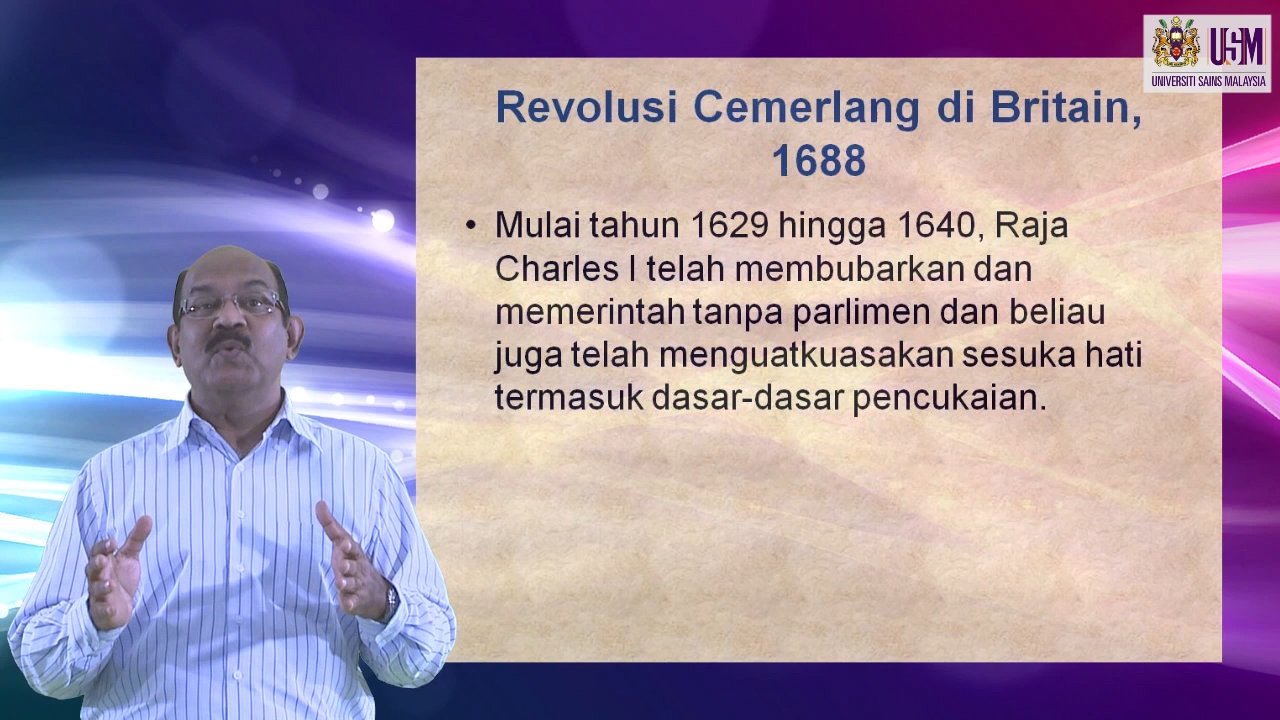 USM
UNIVERSITI SAINS MALAYSIA
Revolusi Cemerlang di Britain,
1688
• Mulai tahun 1629 hingga 1640, Raja
Charles I telah membubarkan dan
memerintah tanpa parlimen dan beliau
juga telah menguatkuasakan sesuka hati
termasuk dasar-dasar pencukaian.